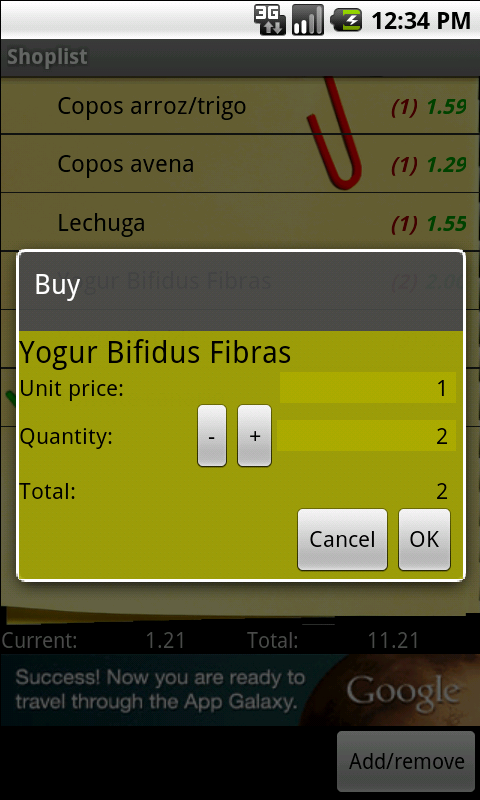 3G 12:34 PM
Shoplist
Copos arroz/trigo (1) 1.59
Copos avena (1) 1.29
Lechuga (1) 1.55
Yogur Bifidus Fibras (2) 2.00
Buy
Yogur Bifidus Fibras
Unit price: 1
Quantity: - + 2
Total: 2
Cancel OK
Current: 1.21 Total: 11.21
Success! Now you are ready to
travel through the App Galaxy.
Google
Add/remove